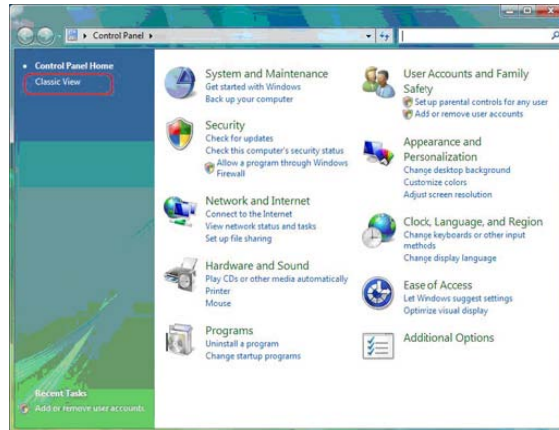 Control Panel
Control Panel Home
Classic View
System and Maintenance
Get started with Windows
Back up your computer
Security
Check for updates
Check this computer's security status
Allow a program through Windows
Firewall
Network and Internet
Connect to the Internet
View network status and tasks
Set up file sharing
Hardware and Sound
Play CDs or other media automatically
Printer
Mouse
Programs
Uninstall a program
Change startup programs
User Accounts and Family
Safety
Set up parental controls for any user
Add or remove user accounts
Appearance and
Personalization
Change desktop background
Customize colors
Adjust screen resolution
Clock, Language, and Region
Change keyboards or other input
methods
Change display language
Ease of Access
Let Windows suggest settings
Optimize visual display
Additional Options
Recent Tasks
Add or remove user accounts